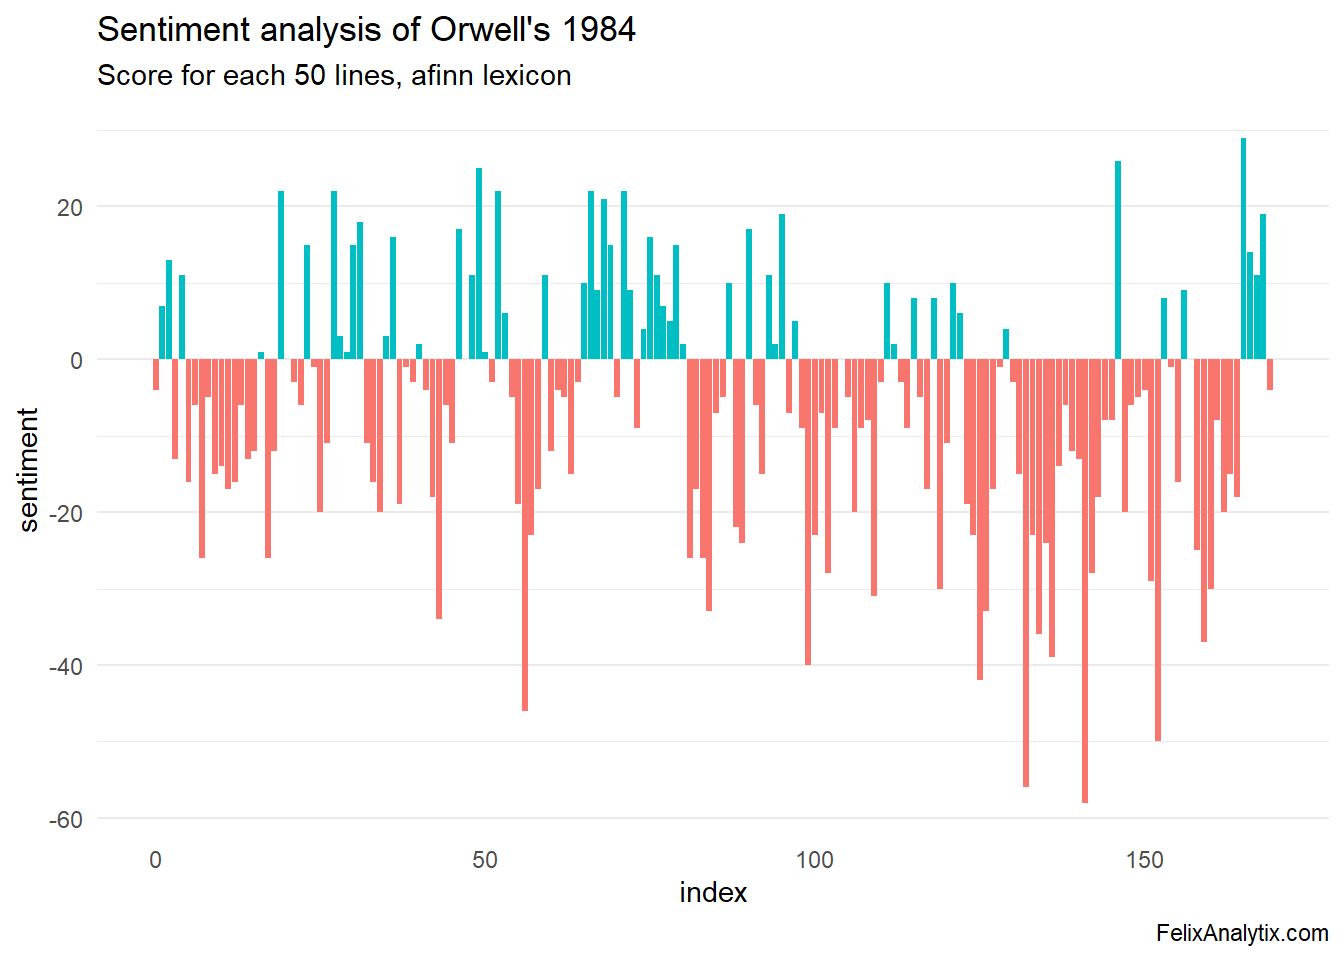 Sentiment analysis of Orwell's 1984
Score for each 50 lines, afinn lexicon
20
0
-20
-40
-60
sentiment
0 50 100 150
index
FelixAnalytix.com